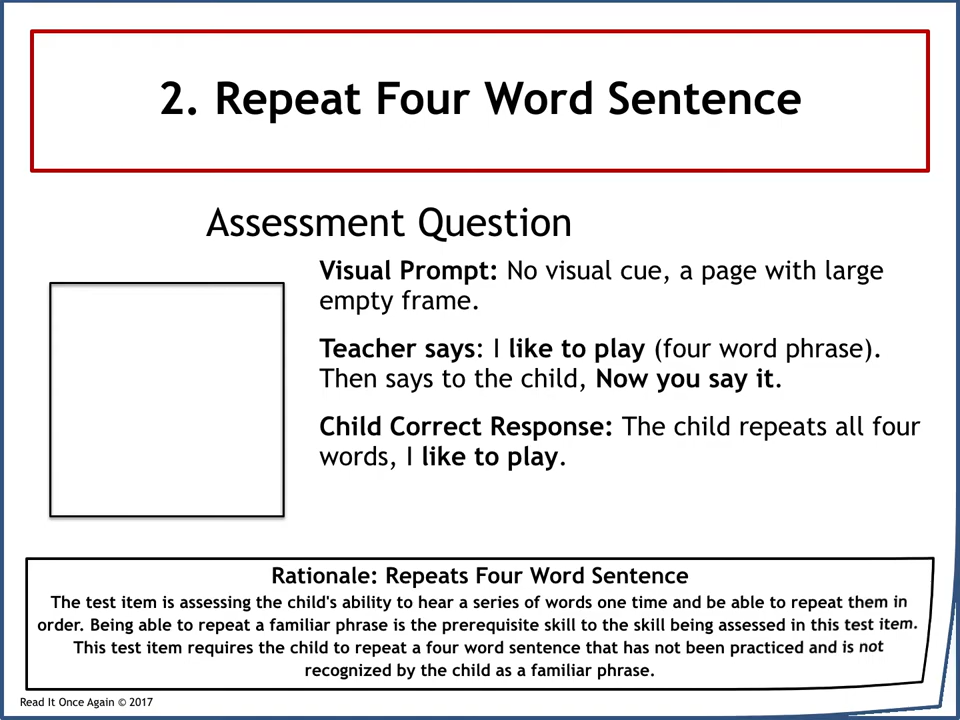 2. Repeat Four Word Sentence
Assessment Question
Visual Prompt: No visual cue, a page with large
empty frame.
Teacher says: I like to play (four word phrase).
Then says to the child, Now you say it.
Child Correct Response: The child repeats all four
words, I like to play.
Rationale: Repeats Four Word Sentence
The test item is assessing the child's ability to hear a series of words one time and be able to repeat them in
order. Being able to repeat a familiar phrase is the prerequisite skill to the skill being assessed in this test item.
This test item requires the child to repeat a four word sentence that has not been practiced and is not
recognized by the child as a familiar phrase.
Read It Once Again © 2017